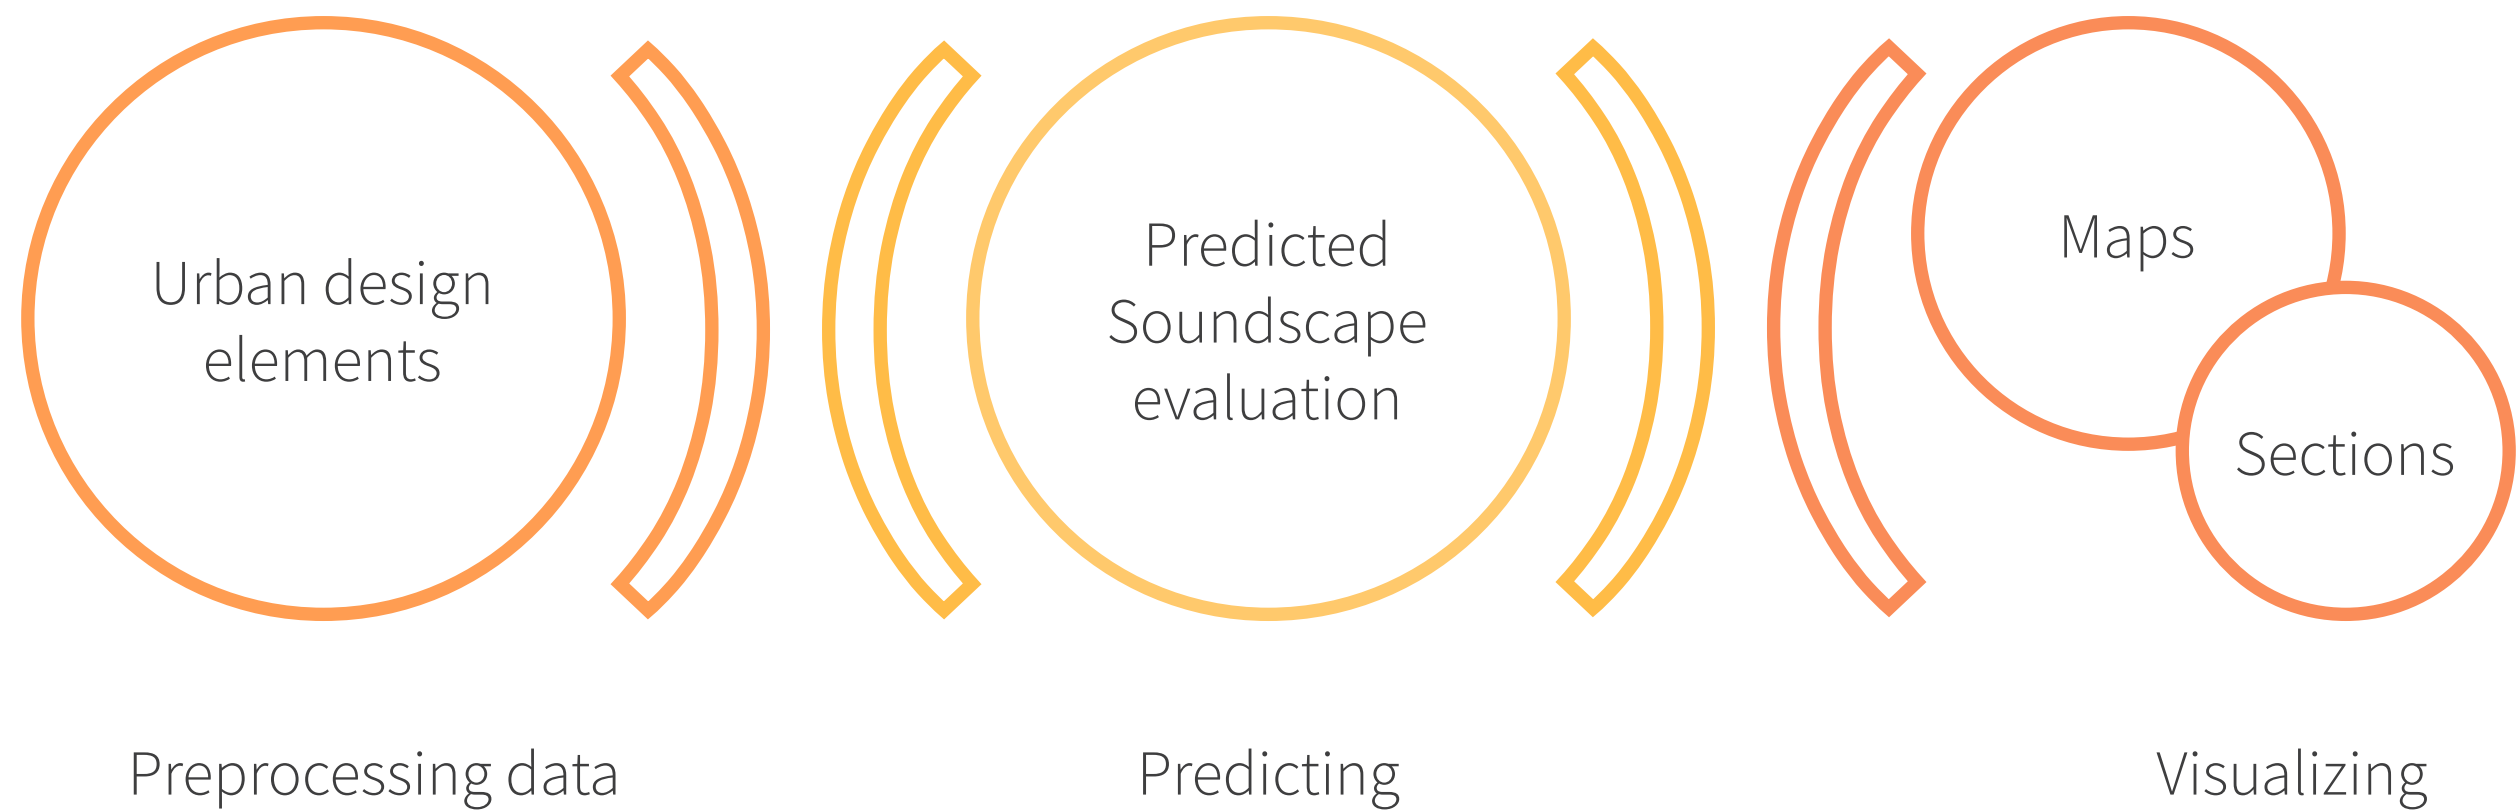 Urban design
elements
Predicted
Soundscape
evaluation
Maps
Sections
Preprocessing data
Predicting
Visualizing